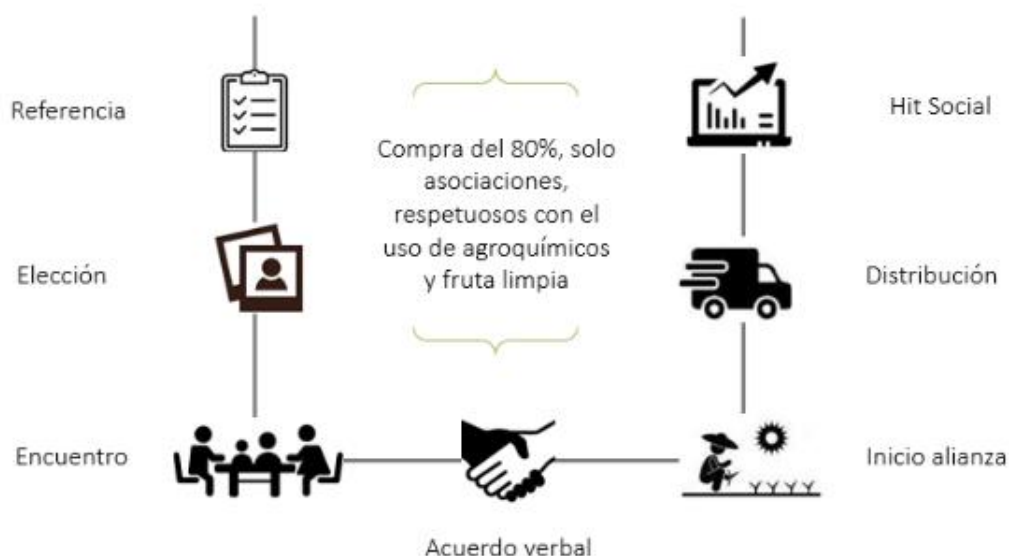 Referencia
Hit Social
Compra del 80%, solo
asociaciones,
respetuosos con el
uso de agroquímicos
y fruta limpia
Elección
Distribución
Encuentro
Inicio alianza
Acuerdo verbal